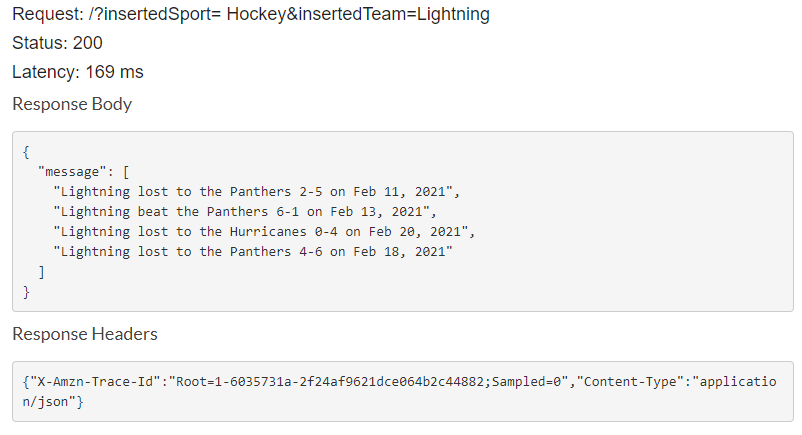 Request: /?insertedSport= Hockey&insertedTeam=Lightning
Status: 200
Latency: 169 ms
Response Body
{
  "message": [
    "Lightning lost to the Panthers 2-5 on Feb 11, 2021",
    "Lightning beat the Panthers 6-1 on Feb 13, 2021",
    "Lightning lost to the Hurricanes 0-4 on Feb 20, 2021",
    "Lightning lost to the Panthers 4-6 on Feb 18, 2021"
  ]
}
Response Headers
{"X-Amzn-Trace-Id":"Root=1-6035731a-2f24af9621dce064b2c44882;Sampled=0","Content-Type":"applicatio
n/json"}